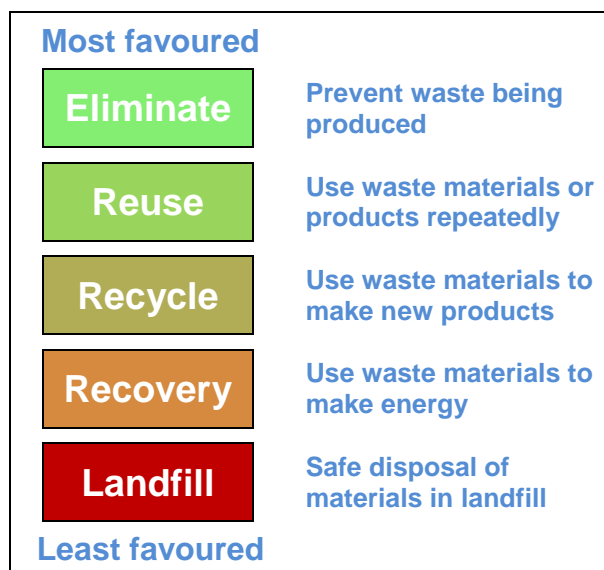 Most favoured
Eliminate
Prevent waste being
produced
Reuse
Use waste materials or
products repeatedly
Recycle
Use waste materials to
make new products
Recovery
Use waste materials to
make energy
Landfill
Safe disposal of
materials in landfill
Least favoured